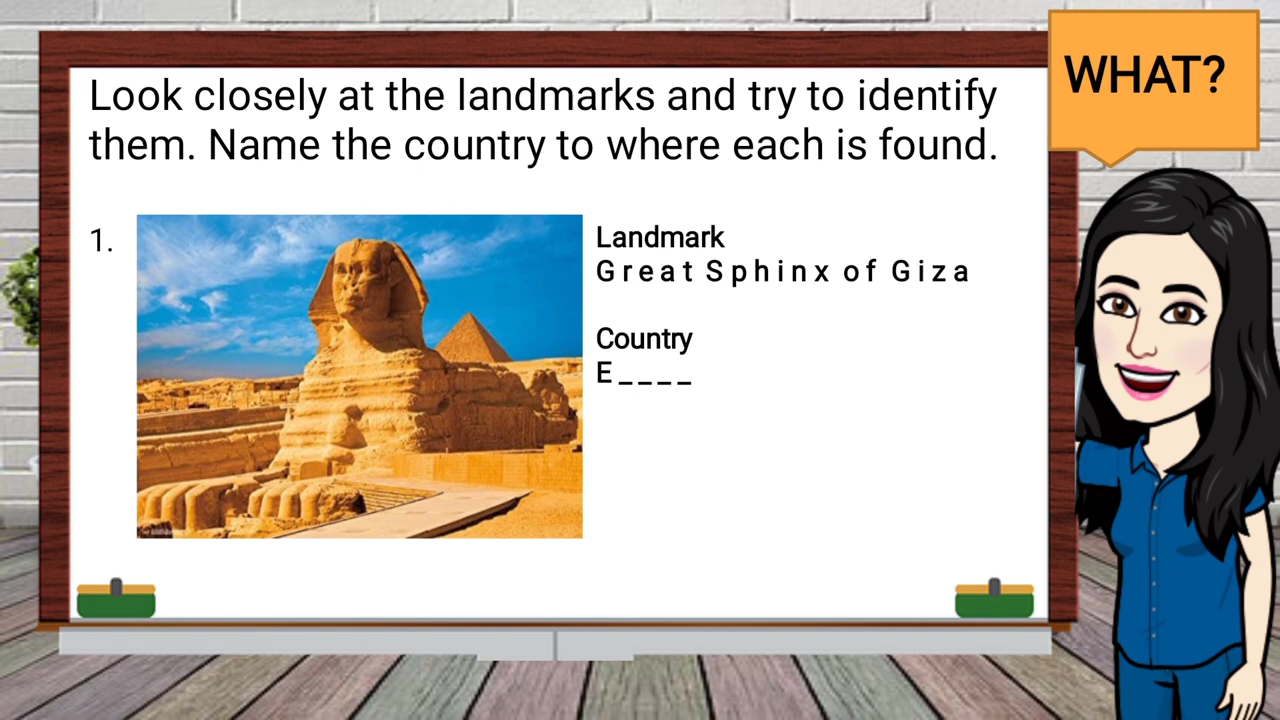 WHAT?
Look closely at the landmarks and try to identify
them. Name the country to where each is found.
1.
Landmark
Great Sphinx of Giza
Country
E____